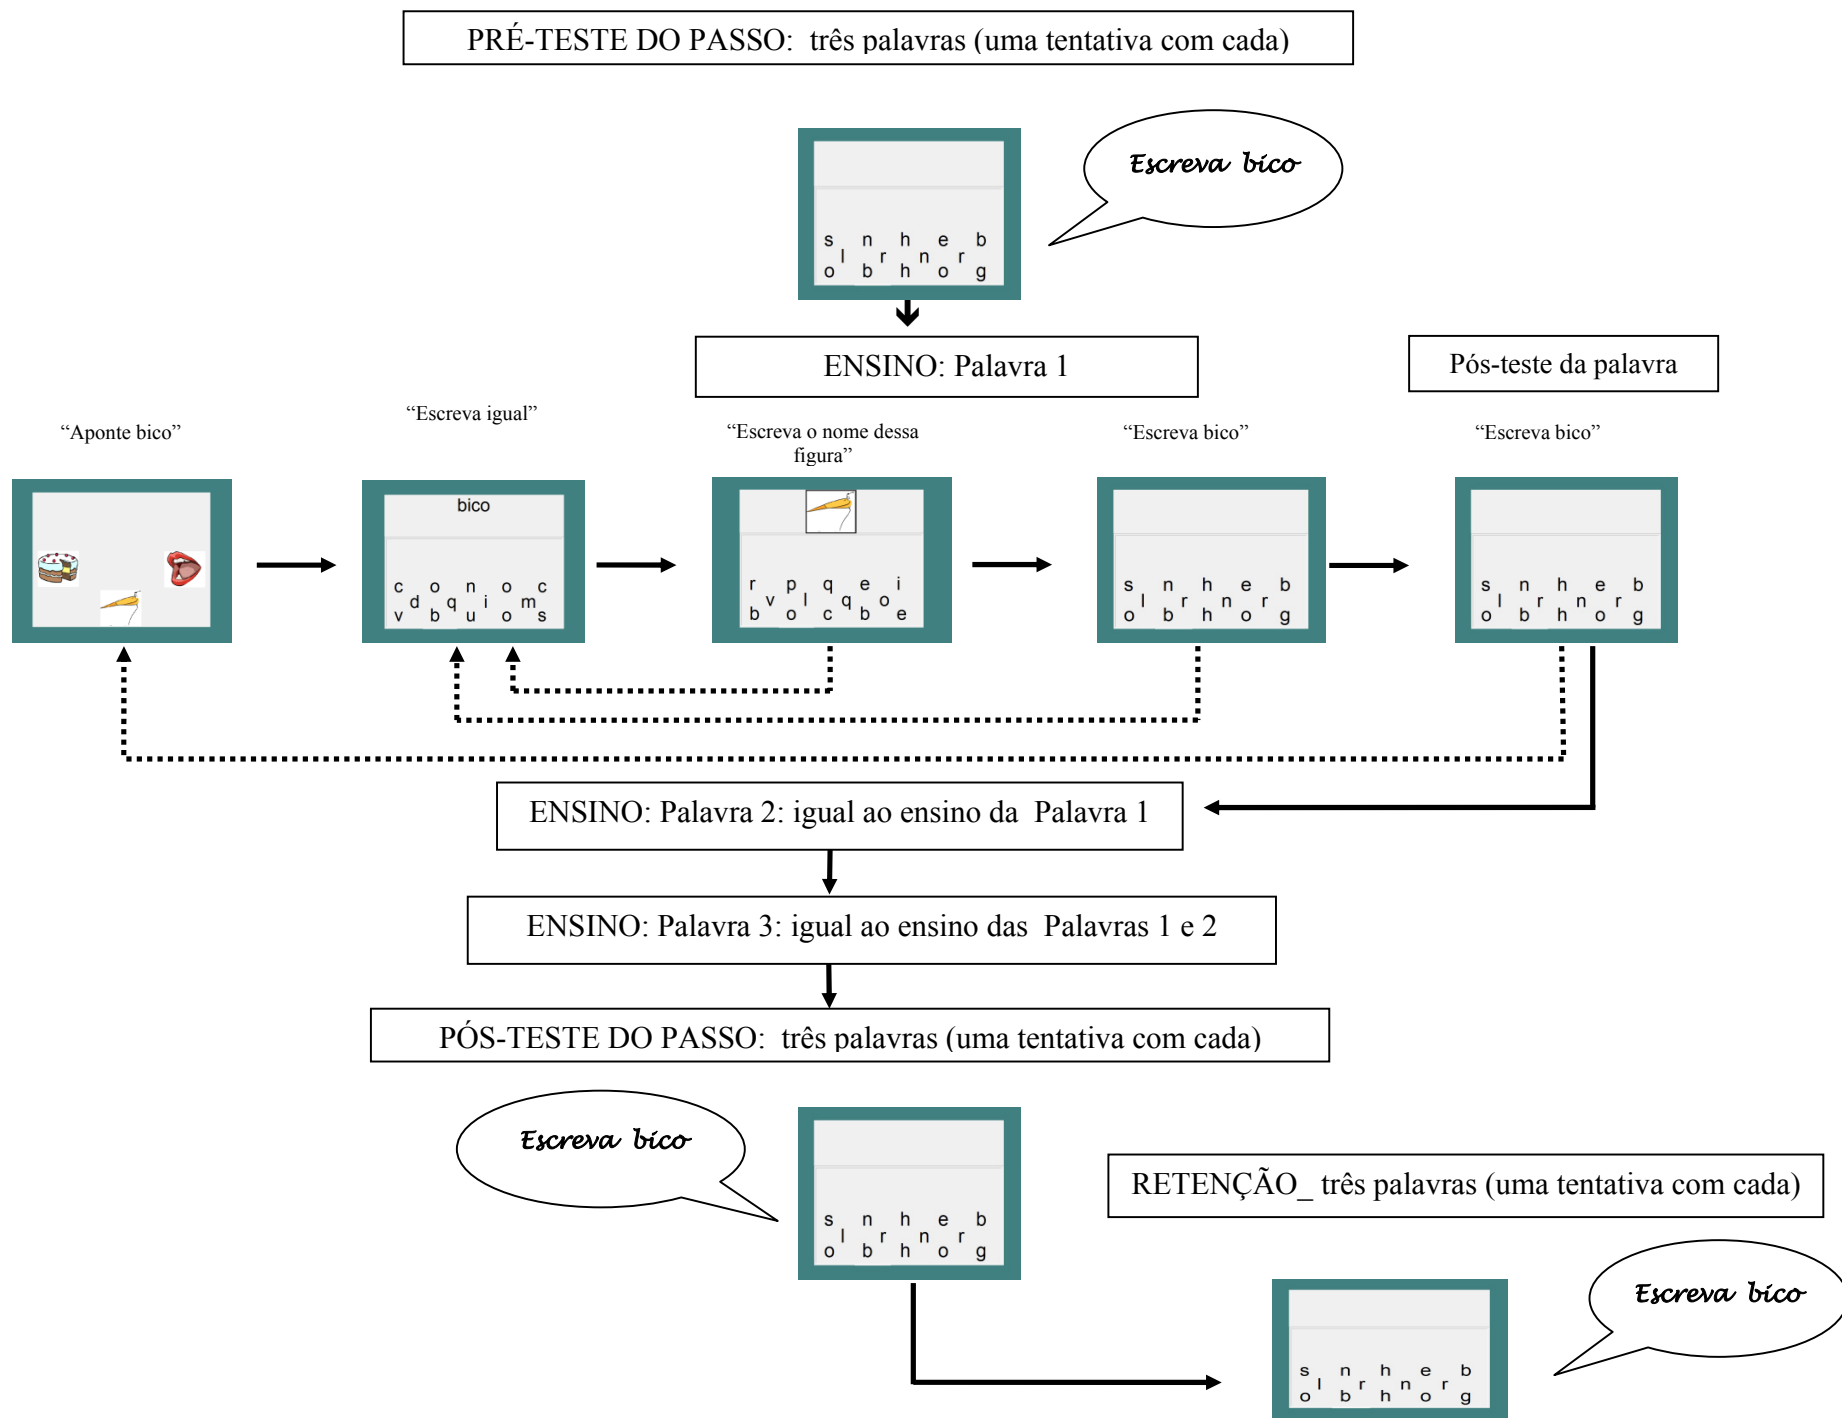 PRÉ-TESTE DO PASSO: três palavras (uma tentativa com cada)
Escreva bico
s n h e b
l r n r
o b h o g
ENSINO: Palavra 1
Pós-teste da palavra
“Aponte bico”
“Escreva igual”
“Escreva o nome dessa
figura”
“Escreva bico”
“Escreva bico”
bico
c o n o c
d q i m
v b u o s
r p q e i
v l q o
b o c b e
s n h e b
l r n r
o b h o g
s n h e b
l r n r
o b h o g
ENSINO: Palavra 2: igual ao ensino da Palavra 1
ENSINO: Palavra 3: igual ao ensino das Palavras 1 e 2
PÓS-TESTE DO PASSO: três palavras (uma tentativa com cada)
Escreva bico
s n h e b
l r n r
o b h o g
RETENÇÃO_ três palavras (uma tentativa com cada)
Escreva bico
s n h e b
l r n r
o b h o g